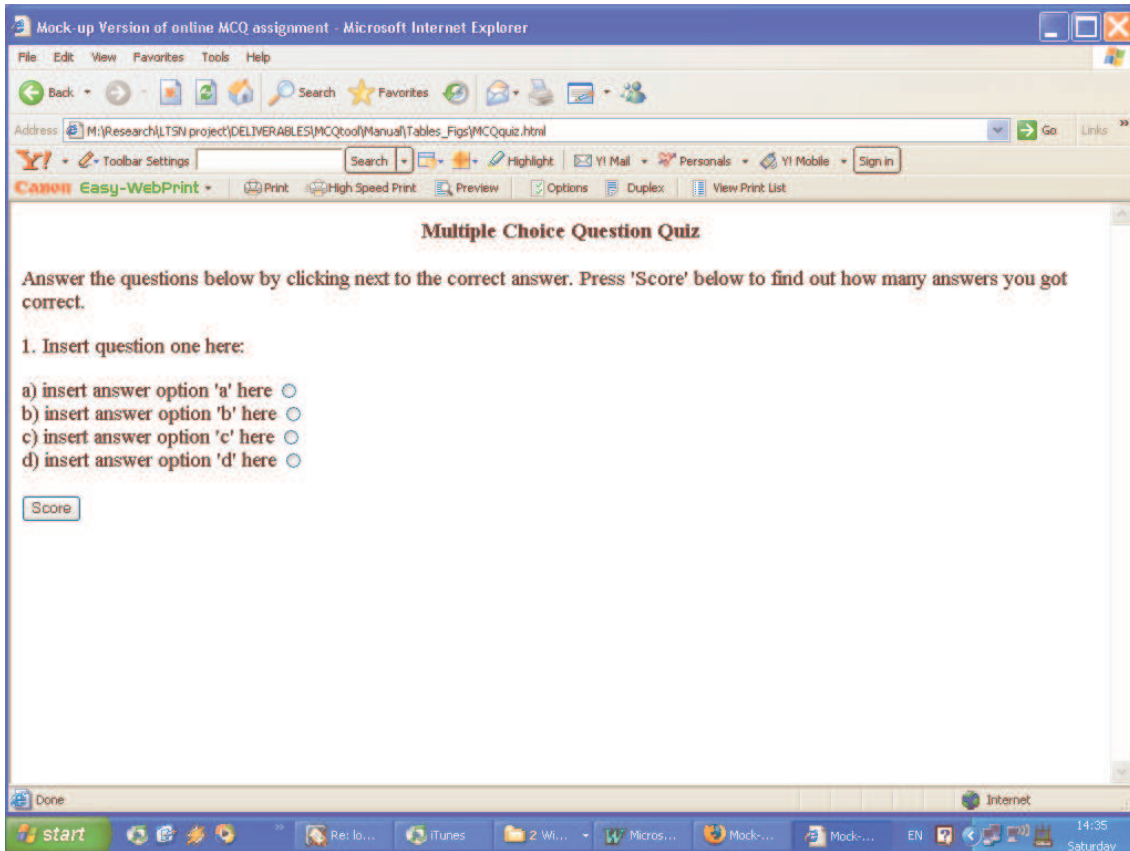 Mock-up Version of online MCQ assignment - Microsoft Internet Explorer
File Edit View Favorites Tools Help
Back Search Favorites
Address M:\Research\LTSN project\DELIVERABLES\MCQtool\Manual\Tables_Figs\MCQquiz.html Go Links »
Y! Toolbar Settings Search Highlight Y! Mail Personals Y! Mobile Sign in
Canon Easy-WebPrint Print High Speed Print Preview Options Duplex View Print List
Multiple Choice Question Quiz
Answer the questions below by clicking next to the correct answer. Press 'Score' below to find out how many answers you got
correct.
1. Insert question one here:
a) insert answer option 'a' here
b) insert answer option 'b' here
c) insert answer option 'c' here
d) insert answer option 'd' here
Score
Done Internet
start » Re: lo... iTunes 2 Wi... Micros... Mock-... Mock-... EN 14:35
Saturday